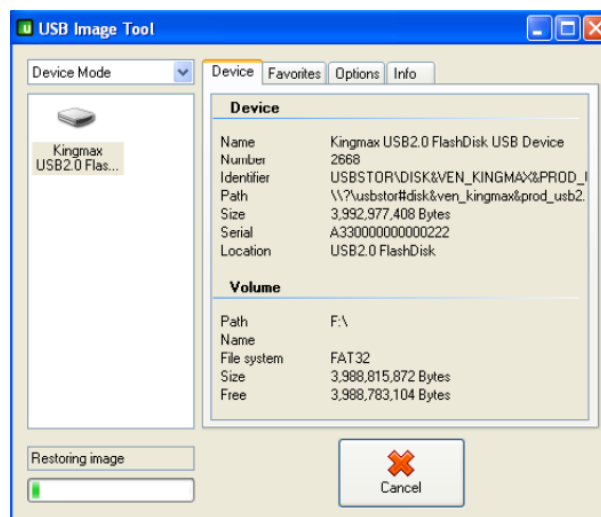 USB Image Tool
Device Mode
Kingmax
USB2.0 Flas...
Restoring image
Device Favorites Options Info
Device
Name Kingmax USB2.0 FlashDisk USB Device
Number 2668
Identifier USBSTOR\DISK&VEN_KINGMAX&PROD_
Path \\?\usbstor#disk&ven_kingmax&prod_usb2.
Size 3,992,977,408 Bytes
Serial A330000000000222
Location USB2.0 FlashDisk
Volume
Path F:\
Name
File system FAT32
Size 3,988,815,872 Bytes
Free 3,988,783,104 Bytes
Cancel